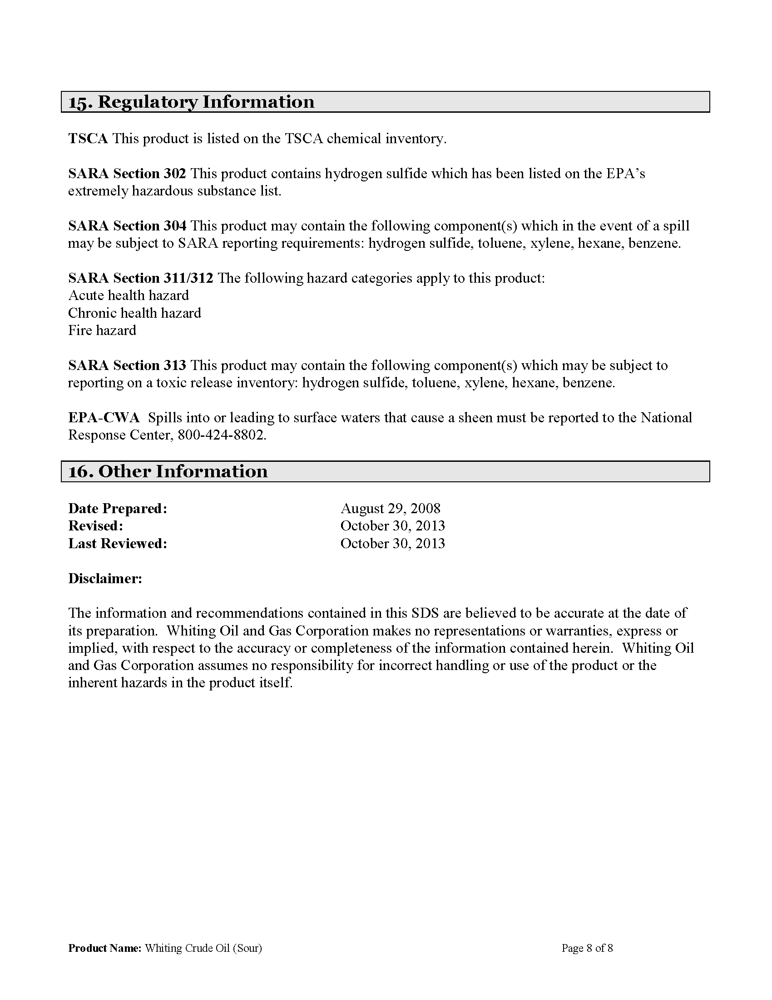 15. Regulatory Information
TSCA This product is listed on the TSCA chemical inventory.
SARA Section 302 This product contains hydrogen sulfide which has been listed on the EPA’s
extremely hazardous substance list.
SARA Section 304 This product may contain the following component(s) which in the event of a spill
may be subject to SARA reporting requirements: hydrogen sulfide, toluene, xylene, hexane, benzene.
SARA Section 311/312 The following hazard categories apply to this product:
Acute health hazard
Chronic health hazard
Fire hazard
SARA Section 313 This product may contain the following component(s) which may be subject to
reporting on a toxic release inventory: hydrogen sulfide, toluene, xylene, hexane, benzene.
EPA-CWA  Spills into or leading to surface waters that cause a sheen must be reported to the National
Response Center, 800-424-8802.
16. Other Information
Date Prepared: August 29, 2008
Revised: October 30, 2013
Last Reviewed: October 30, 2013
Disclaimer:
The information and recommendations contained in this SDS are believed to be accurate at the date of
its preparation.  Whiting Oil and Gas Corporation makes no representations or warranties, express or
implied, with respect to the accuracy or completeness of the information contained herein.  Whiting Oil
and Gas Corporation assumes no responsibility for incorrect handling or use of the product or the
inherent hazards in the product itself.
Product Name: Whiting Crude Oil (Sour) Page 8 of 8